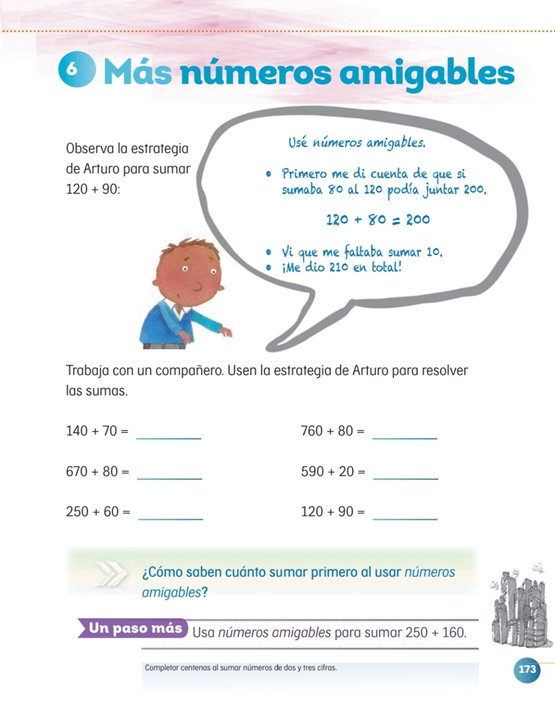 6 Más números amigables
Observa la estrategia
de Arturo para sumar
120 + 90:
Usé números amigables.
• Primero me di cuenta de que si
sumaba 80 al 120 podía juntar 200.
120 + 80 = 200
• Vi que me faltaba sumar 10.
• ¡Me dio 210 en total!
Trabaja con un compañero. Usen la estrategia de Arturo para resolver
las sumas.
140 + 70 = ________
760 + 80 = ________
670 + 80 = ________
590 + 20 = ________
250 + 60 = ________
120 + 90 = ________
¿Cómo saben cuánto sumar primero al usar números
amigables?
Un paso más Usa números amigables para sumar 250 + 160.
Completar centenas al sumar números de dos y tres cifras.
173